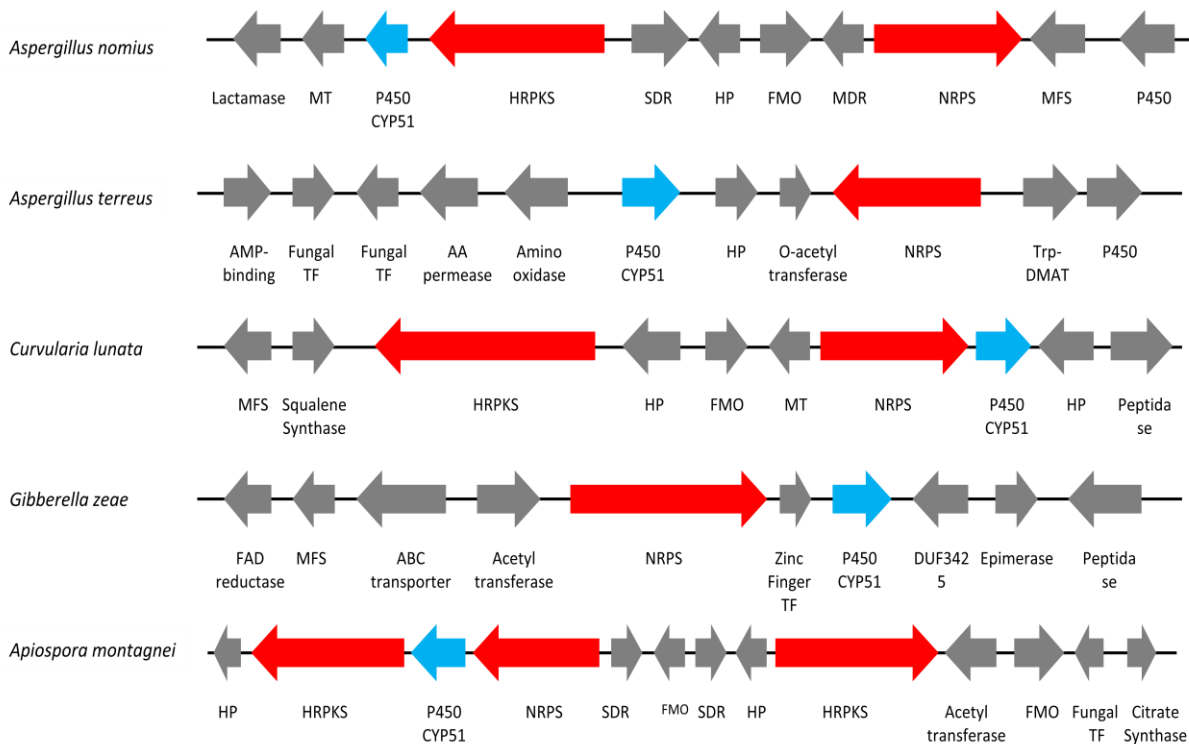 Aspergillus nomius
Lactamase MT P450 HRPKS SDR HP FMO MDR NRPS MFS P450
CYP51
Aspergillus terreus
AMP- Fungal Fungal AA Amino P450 HP O-acetyl NRPS Trp- P450
binding TF TF permease oxidase CYP51 transferase DMAT
Curvularia lunata
MFS Squalene HRPKS HP FMO MT NRPS P450 HP Peptida
Synthase CYP51 se
Gibberella zeae
FAD MFS ABC Acetyl NRPS Zinc P450 DUF342 Epimerase Peptida
reductase transporter transferase Finger CYP51 5 se
TF
Apiospora montagnei
HP HRPKS P450 NRPS SDR FMO SDR HP HRPKS Acetyl FMO Fungal Citrate
CYP51 transferase TF Synthase